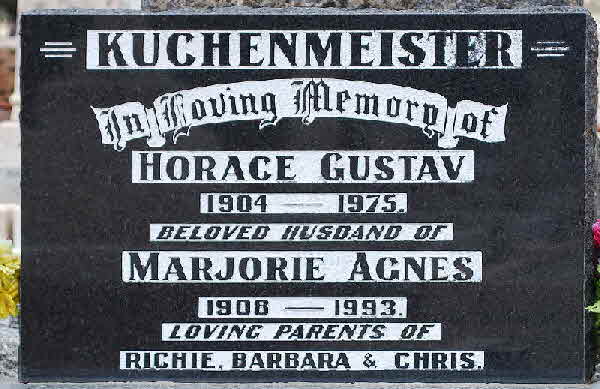 KUCHENMEISTER
In Loving Memory of
HORACE GUSTAV
1904 — 1975.
BELOVED HUSBAND OF
MARJORIE AGNES
1908 — 1993.
LOVING PARENTS OF
RICHIE, BARBARA & CHRIS.